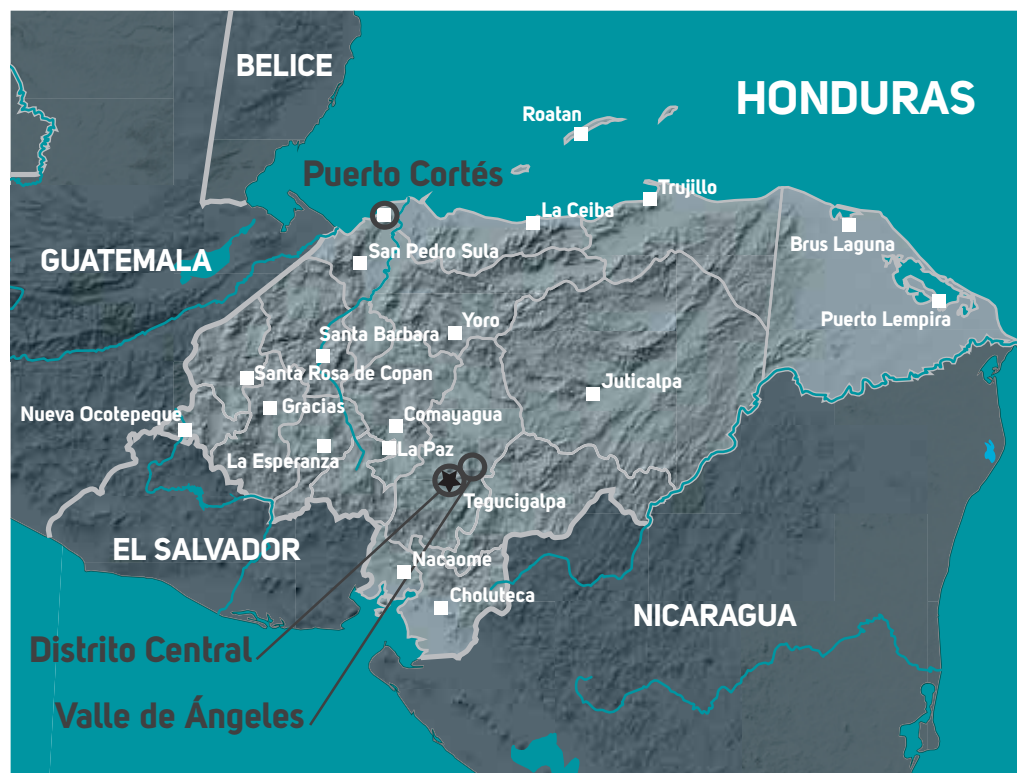 BELICE
HONDURAS
Roatan
Puerto Cortés
Trujillo
La Ceiba
Brus Laguna
San Pedro Sula
GUATEMALA
Puerto Lempira
Yoro
Santa Barbara
Santa Rosa de Copan
Juticalpa
Gracias
Nueva Ocotepeque
Comayagua
La Paz
La Esperanza
Tegucigalpa
EL SALVADOR
Nacaome
Choluteca
NICARAGUA
Distrito Central
Valle de Ángeles